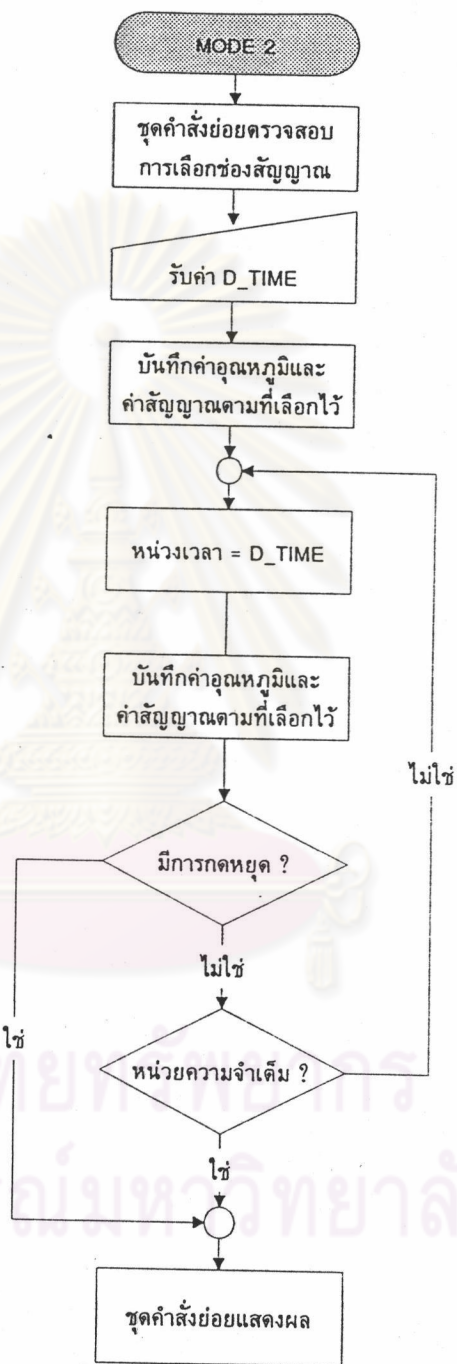 MODE 2
ชุดคำสั่งย่อยตรวจสอบ
การเลือกช่องสัญญาณ
รับค่า D_TIME
บันทึกค่าอุณหภูมิและ
ค่าสัญญาณตามที่เลือกไว้
หน่วงเวลา = D_TIME
บันทึกค่าอุณหภูมิและ
ค่าสัญญาณตามที่เลือกไว้
ไม่ใช่
มีการกดหยุด ?
ไม่ใช่
ใช่
หน่วยความจำเต็ม ?
ใช่
ชุดคำสั่งย่อยแสดงผล